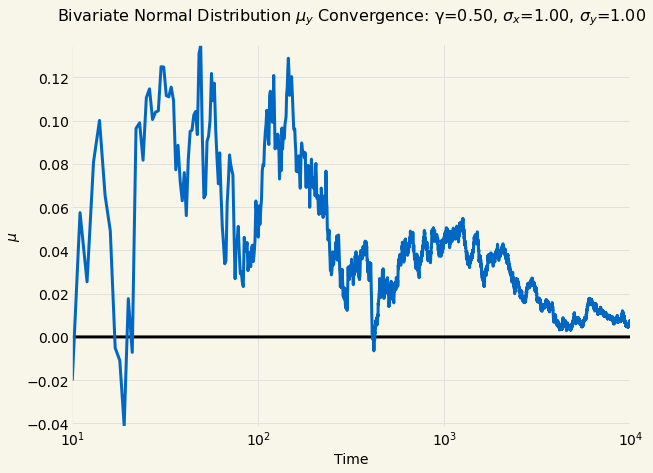 Bivariate Normal Distribution μ_y Convergence: γ=0.50, σ_x=1.00, σ_y=1.00
0.12
0.10
0.08
0.06
0.04
0.02
0.00
−0.02
−0.04
μ
10^1 10^2 10^3 10^4
Time